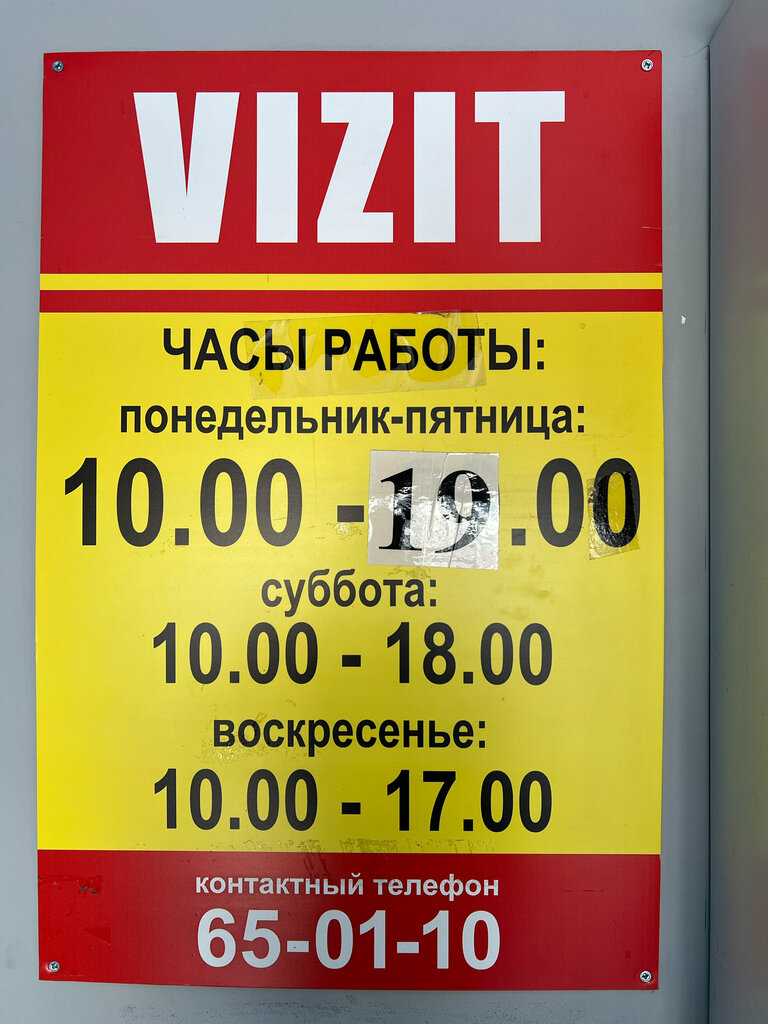 VIZIT
ЧАСЫ РАБОТЫ:
понедельник-пятница:
10.00 - 19.00
суббота:
10.00 - 18.00
воскресенье:
10.00 - 17.00
контактный телефон
65-01-10